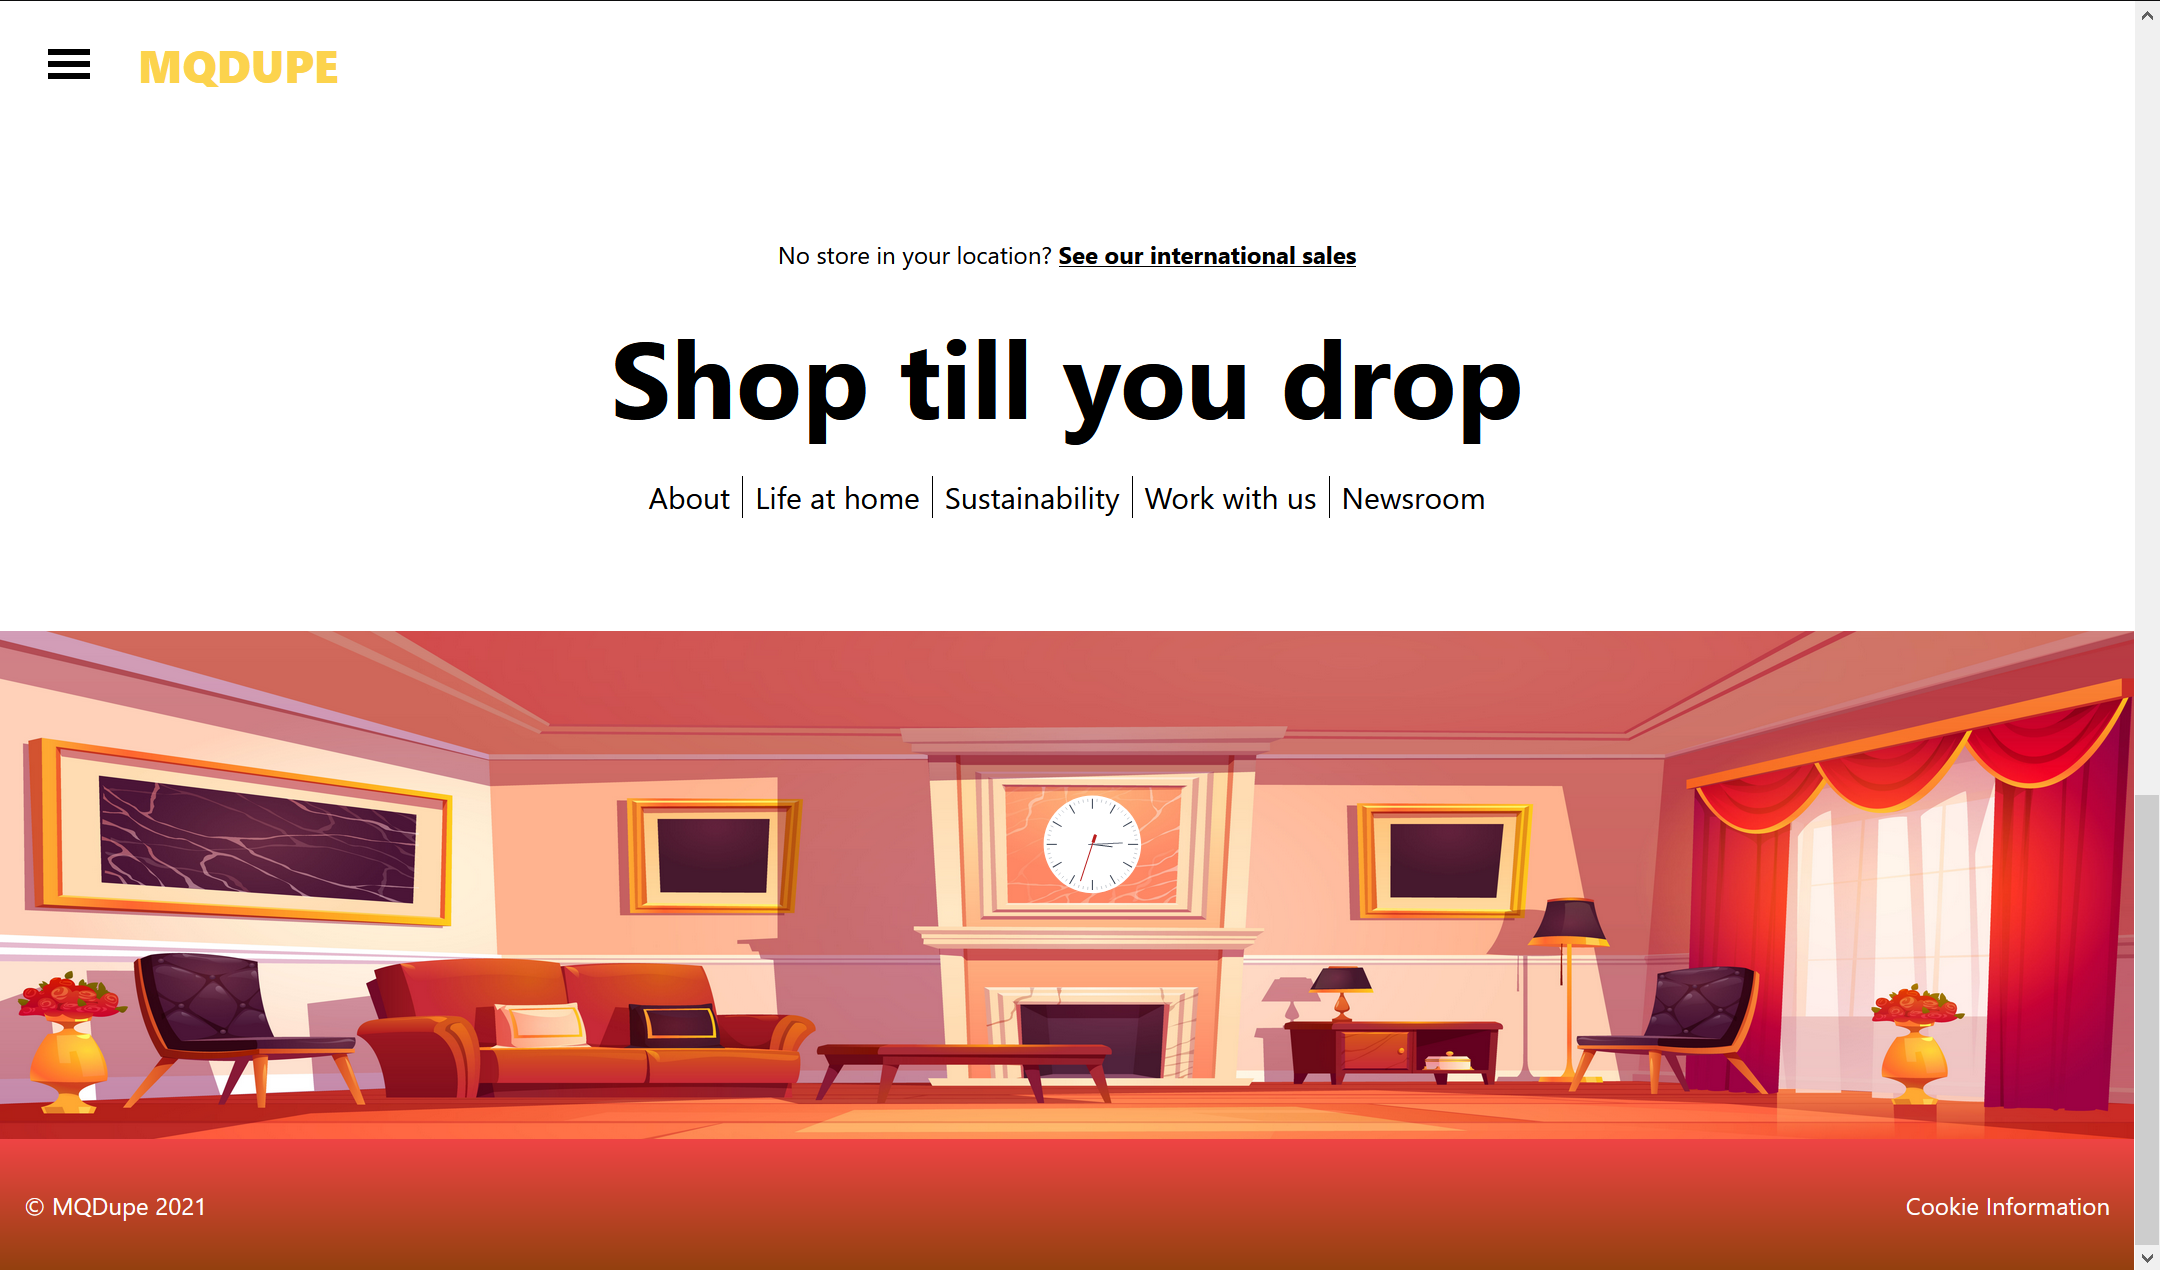 MQDUPE
No store in your location? See our international sales
Shop till you drop
About
Life at home
Sustainability
Work with us
Newsroom
© MQDupe 2021
Cookie Information